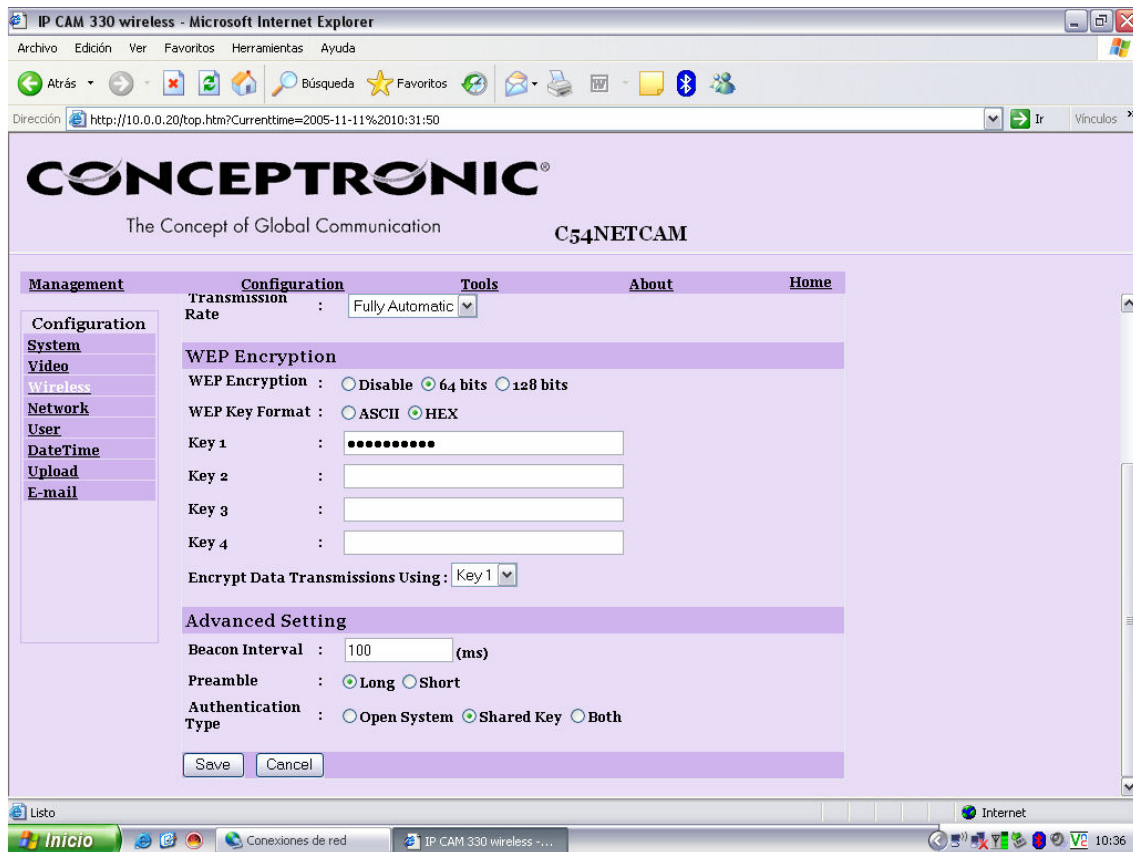 IP CAM 330 wireless - Microsoft Internet Explorer
Archivo Edición Ver Favoritos Herramientas Ayuda
Atrás Búsqueda Favoritos
Dirección http://10.0.0.20/top.htm?Currenttime=2005-11-11%2010:31:50 Ir Vínculos »
CONCEPTRONIC®
The Concept of Global Communication
C54NETCAM
Management Configuration Tools About Home
Configuration
System
Video
Wireless
Network
User
DateTime
Upload
E-mail
Transmission
Rate : Fully Automatic
WEP Encryption
WEP Encryption : Disable 64 bits 128 bits
WEP Key Format : ASCII HEX
Key 1 : ••••••••••
Key 2 :
Key 3 :
Key 4 :
Encrypt Data Transmissions Using : Key 1
Advanced Setting
Beacon Interval : 100 (ms)
Preamble : Long Short
Authentication
Type : Open System Shared Key Both
Save Cancel
Listo Internet
Inicio Conexiones de red IP CAM 330 wireless -... 10:36